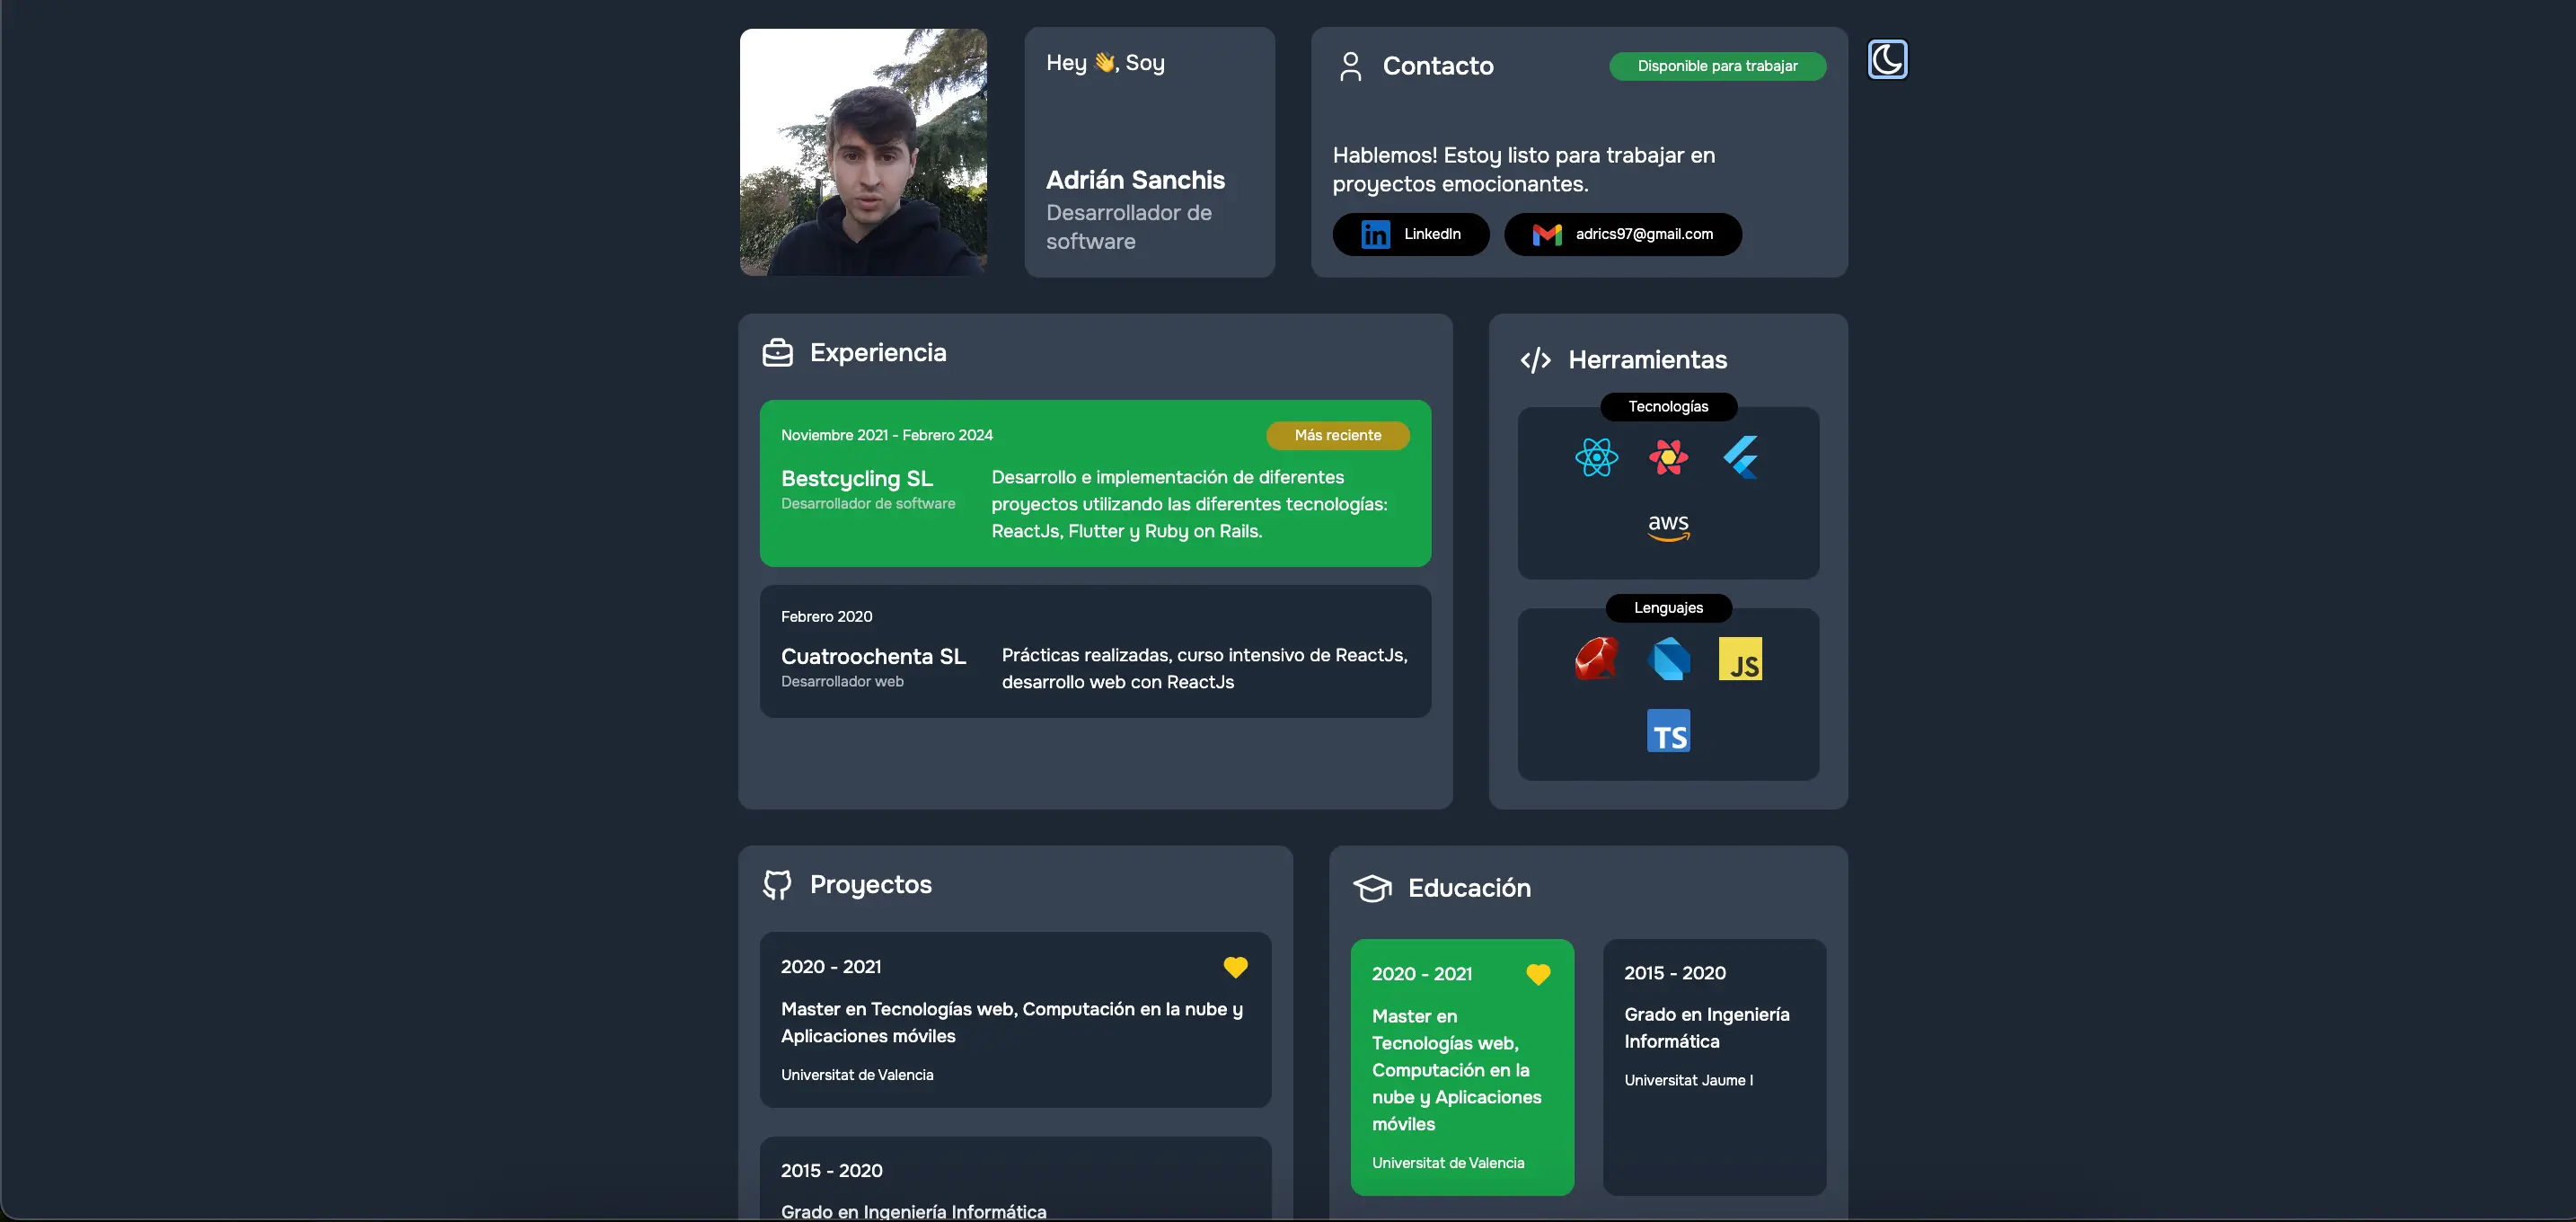 Hey 👋, Soy
Adrián Sanchis
Desarrollador de
software
Contacto
Disponible para trabajar
Hablemos! Estoy listo para trabajar en
proyectos emocionantes.
LinkedIn
adrics97@gmail.com
Experiencia
Noviembre 2021 - Febrero 2024
Más reciente
Bestcycling SL
Desarrollador de software
Desarrollo e implementación de diferentes
proyectos utilizando las diferentes tecnologías:
ReactJs, Flutter y Ruby on Rails.
Febrero 2020
Cuatroochenta SL
Desarrollador web
Prácticas realizadas, curso intensivo de ReactJs,
desarrollo web con ReactJs
Herramientas
Tecnologías
aws
Lenguajes
JS
TS
Proyectos
2020 - 2021
Master en Tecnologías web, Computación en la nube y
Aplicaciones móviles
Universitat de Valencia
2015 - 2020
Grado en Ingeniería Informática
Educación
2020 - 2021
Master en
Tecnologías web,
Computación en la
nube y Aplicaciones
móviles
Universitat de Valencia
2015 - 2020
Grado en Ingeniería
Informática
Universitat Jaume I